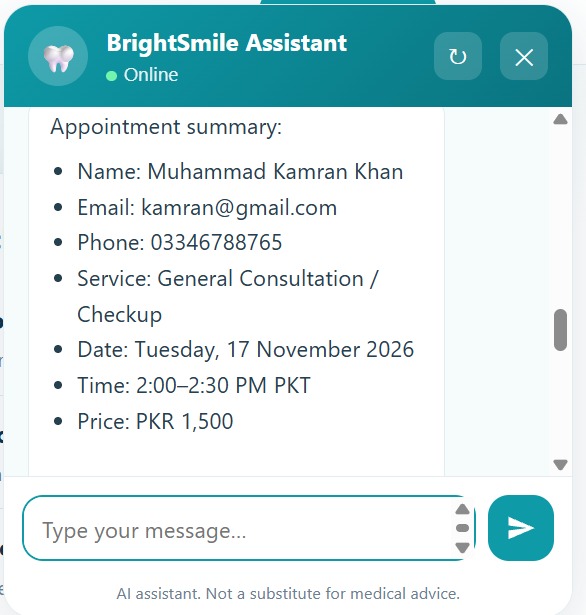 BrightSmile Assistant
Online
Appointment summary:
• Name: Muhammad Kamran Khan
• Email: kamran@gmail.com
• Phone: 03346788765
• Service: General Consultation /
Checkup
• Date: Tuesday, 17 November 2026
• Time: 2:00–2:30 PM PKT
• Price: PKR 1,500
Type your message...
AI assistant. Not a substitute for medical advice.